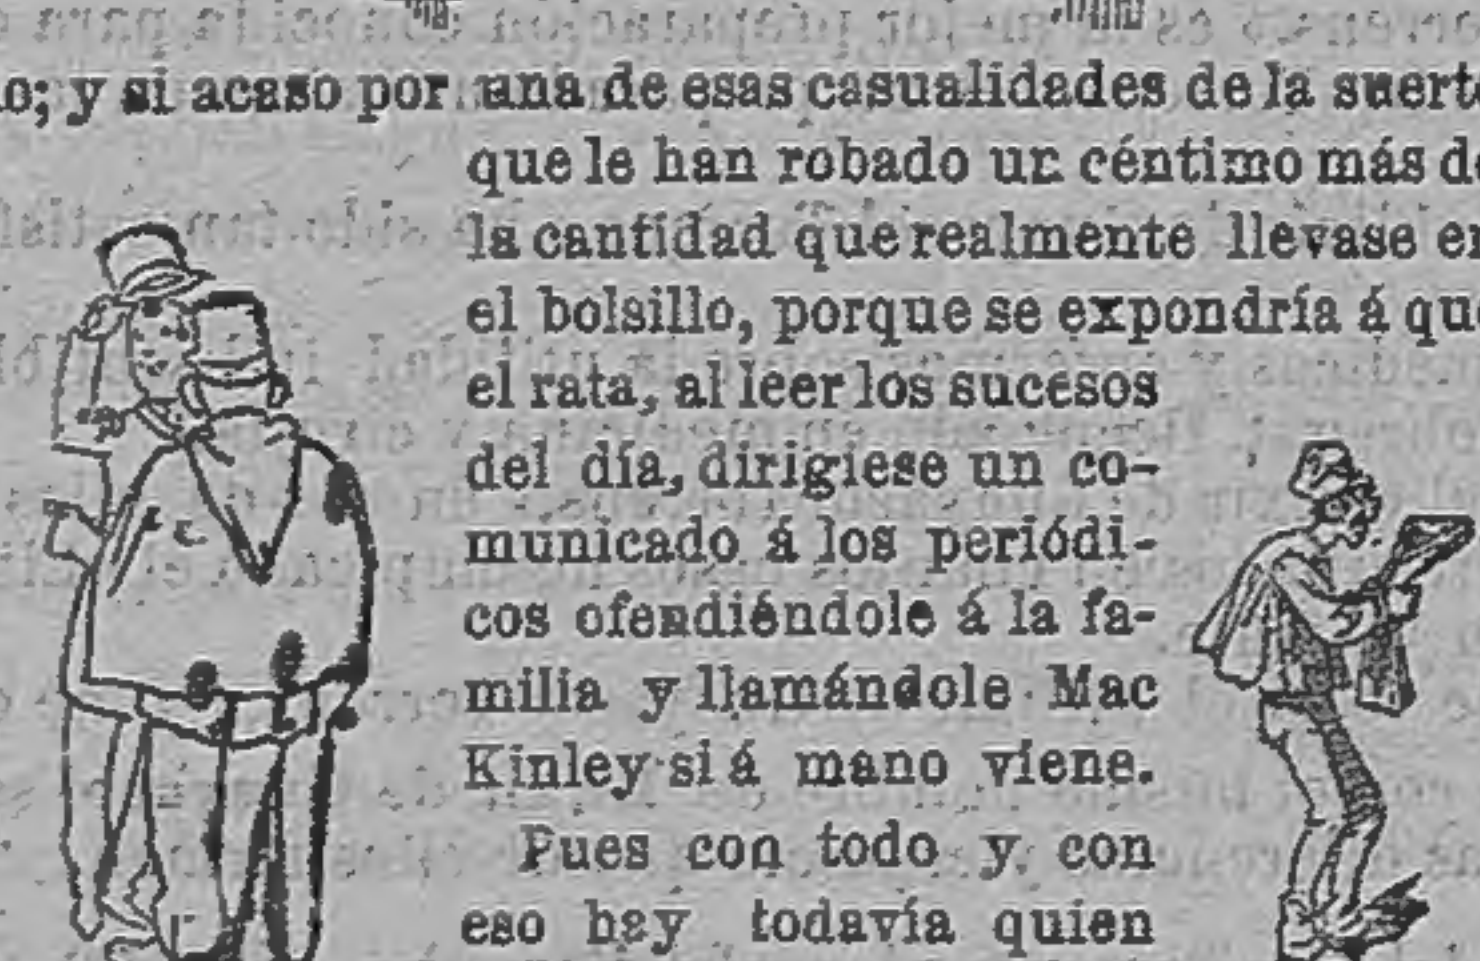 o; y si acaso por una de esas casualidades de la suert
que le han robado un céntimo más d
la cantidad que realmente llevase e
el bolsillo, porque se expondría á qu
el rata, al leer los sucesos
del día, dirigiese un co-
municado á los periódi-
cos ofendiéndole á la fa-
milia y llamándole Mac
Kinley si á mano viene.
Pues con todo y con
eso hay todavía quien